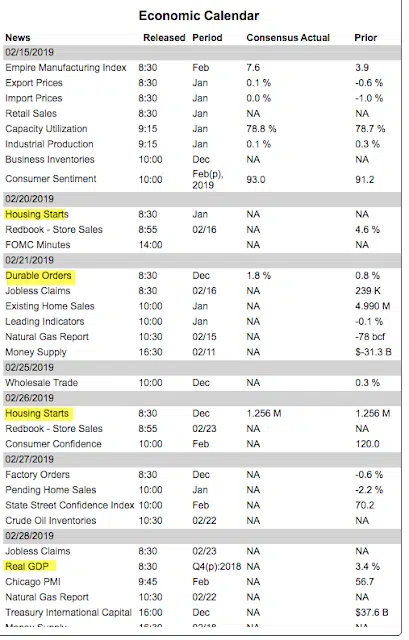 Economic Calendar
News Released Period Consensus Actual Prior
02/15/2019
Empire Manufacturing Index 8:30 Feb 7.6 3.9
Export Prices 8:30 Jan 0.1 % -0.6 %
Import Prices 8:30 Jan 0.0 % -1.0 %
Retail Sales 8:30 Jan NA NA
Capacity Utilization 9:15 Jan 78.8 % 78.7 %
Industrial Production 9:15 Jan 0.1 % 0.3 %
Business Inventories 10:00 Dec NA NA
Consumer Sentiment 10:00 Feb(p), 2019 93.0 91.2
02/20/2019
Housing Starts 8:30 Jan NA NA
Redbook - Store Sales 8:55 02/16 NA 4.6 %
FOMC Minutes 14:00 NA NA
02/21/2019
Durable Orders 8:30 Dec 1.8 % 0.8 %
Jobless Claims 8:30 02/16 NA 239 K
Existing Home Sales 10:00 Jan NA 4.990 M
Leading Indicators 10:00 Jan NA -0.1 %
Natural Gas Report 10:30 02/15 NA -78 bcf
Money Supply 16:30 02/11 NA $-31.3 B
02/25/2019
Wholesale Trade 10:00 Dec NA 0.3 %
02/26/2019
Housing Starts 8:30 Dec 1.256 M 1.256 M
Redbook - Store Sales 8:55 02/23 NA NA
Consumer Confidence 10:00 Feb NA 120.0
02/27/2019
Factory Orders 8:30 Dec NA -0.6 %
Pending Home Sales 10:00 Jan NA -2.2 %
State Street Confidence Index 10:00 Feb NA 70.2
Crude Oil Inventories 10:30 02/22 NA NA
02/28/2019
Jobless Claims 8:30 02/23 NA NA
Real GDP 8:30 Q4(p):2018 NA 3.4 %
Chicago PMI 9:45 Feb NA 56.7
Natural Gas Report 10:30 02/22 NA NA
Treasury International Capital 16:00 Dec NA $37.6 B
Money Supply 16:30 02/18 NA NA